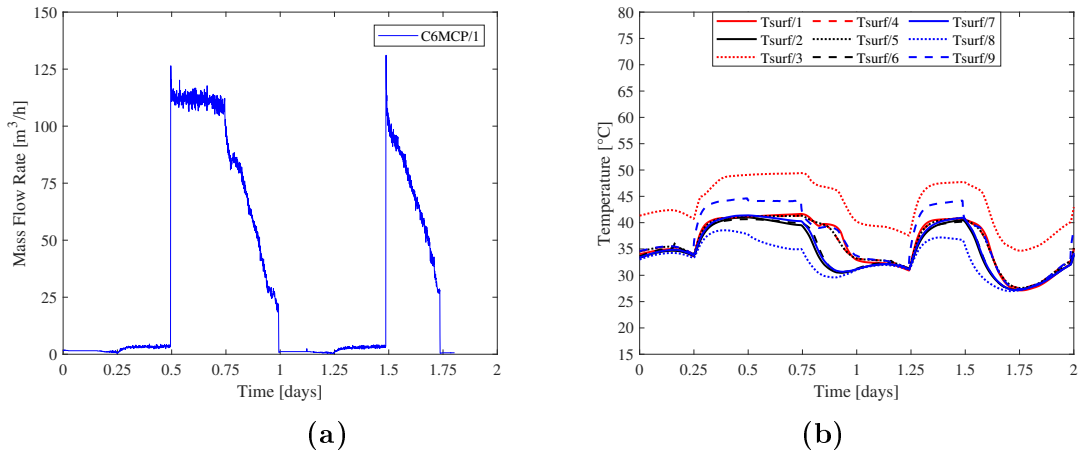 C6MCP/1
150
125
100
75
50
25
0
Mass Flow Rate [m³/h]
0 0.25 0.5 0.75 1 1.25 1.5 1.75 2
Time [days]
(a)
Tsurf/1 Tsurf/4 Tsurf/7
Tsurf/2 Tsurf/5 Tsurf/8
Tsurf/3 Tsurf/6 Tsurf/9
80
75
70
65
60
55
50
45
40
35
30
25
20
15
Temperature [°C]
0 0.25 0.5 0.75 1 1.25 1.5 1.75 2
Time [days]
(b)